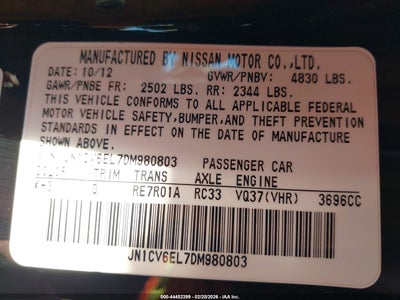 MANUFACTURED BY NISSAN MOTOR CO.,LTD.
DATE: 10/12 GVWR/PNBV: 4830 LBS.
GAWR/PNBE FR: 2502 LBS. RR: 2344 LBS.
THIS VEHICLE CONFORMS TO ALL APPLICABLE FEDERAL
MOTOR VEHICLE SAFETY, BUMPER, AND THEFT PREVENTION
STANDARDS IN EFFECT ON THE DATE OF MANUFACTURE
SHOWN ABOVE.
JN1CV6EL7DM980803 PASSENGER CAR
TRIM TRANS AXLE ENGINE
G RE7R01A RC33 VQ37(VHR) 3696CC
JN1CV6EL7DM980803
000-44452399 - 02/20/2026 - IAA Inc.